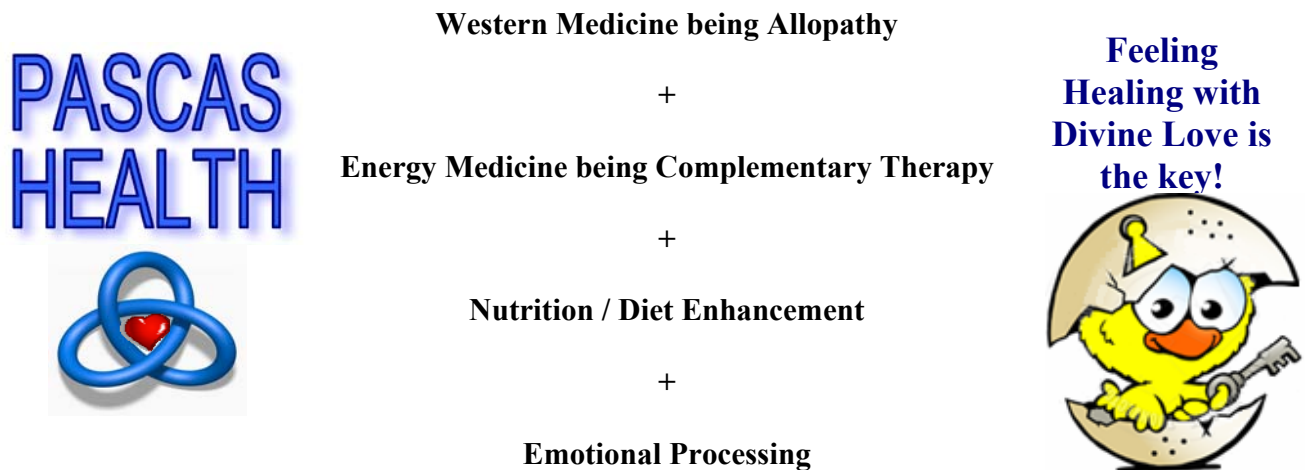 PASCAS
HEALTH
Western Medicine being Allopathy
+
Energy Medicine being Complementary Therapy
+
Nutrition / Diet Enhancement
+
Emotional Processing
Feeling
Healing with
Divine Love is
the key!